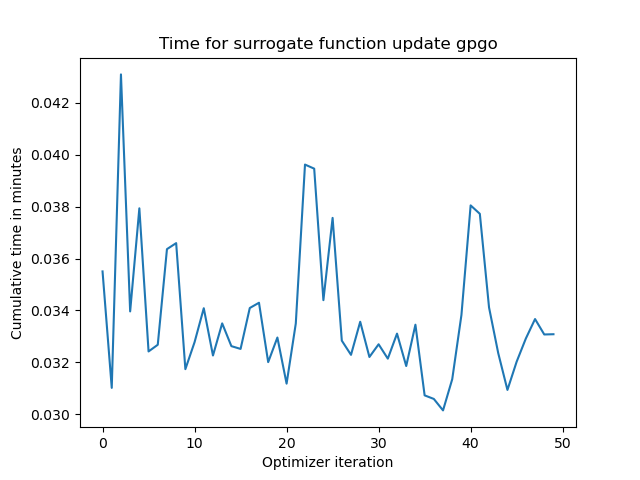 Time for surrogate function update gpgo
Cumulative time in minutes
0.042
0.040
0.038
0.036
0.034
0.032
0.030
0 10 20 30 40 50
Optimizer iteration